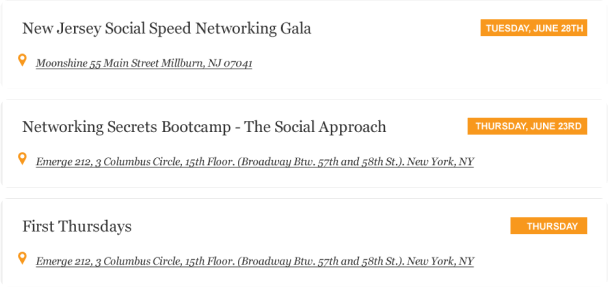 New Jersey Social Speed Networking Gala
TUESDAY, JUNE 28TH
Moonshine 55 Main Street Millburn, NJ 07041
Networking Secrets Bootcamp - The Social Approach
THURSDAY, JUNE 23RD
Emerge 212, 3 Columbus Circle, 15th Floor. (Broadway Btw. 57th and 58th St.). New York, NY
First Thursdays
THURSDAY
Emerge 212, 3 Columbus Circle, 15th Floor. (Broadway Btw. 57th and 58th St.). New York, NY